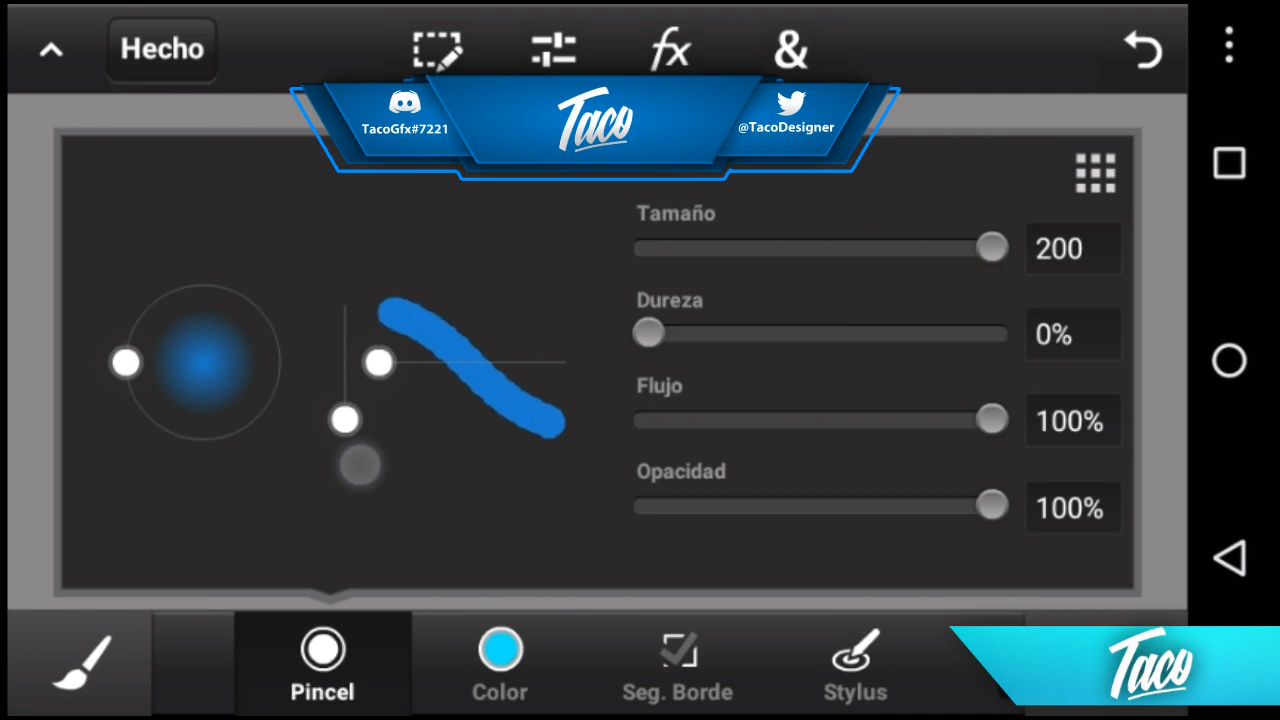 Hecho
fx
&
TacoGfx#7221
Taco
@TacoDesigner
Tamaño
200
Dureza
0%
Flujo
100%
Opacidad
100%
Pincel
Color
Seg. Borde
Stylus
Taco